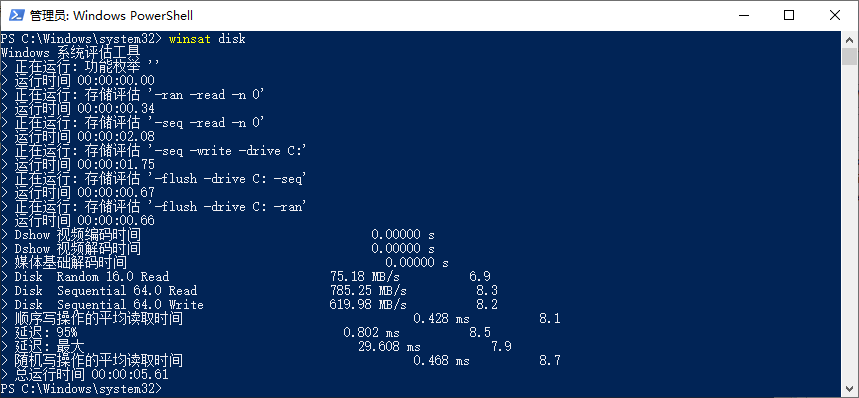 管理员: Windows PowerShell
PS C:\Windows\system32> winsat disk
Windows 系统评估工具
> 正在运行: 功能枚举 ''
> 运行时间 00:00:00.00
> 正在运行: 存储评估 '-ran -read -n 0'
> 运行时间 00:00:00.34
> 正在运行: 存储评估 '-seq -read -n 0'
> 运行时间 00:00:02.08
> 正在运行: 存储评估 '-seq -write -drive C:'
> 运行时间 00:00:01.75
> 正在运行: 存储评估 '-flush -drive C: -seq'
> 运行时间 00:00:00.67
> 正在运行: 存储评估 '-flush -drive C: -ran'
> 运行时间 00:00:00.66
> Dshow 视频编码时间 0.00000 s
> Dshow 视频解码时间 0.00000 s
> 媒体基础解码时间 0.00000 s
> Disk  Random 16.0 Read 75.18 MB/s 6.9
> Disk  Sequential 64.0 Read 785.25 MB/s 8.3
> Disk  Sequential 64.0 Write 619.98 MB/s 8.2
> 顺序写操作的平均读取时间 0.428 ms 8.1
> 延迟: 95% 0.802 ms 8.5
> 延迟: 最大 29.608 ms 7.9
> 随机写操作的平均读取时间 0.468 ms 8.7
> 总运行时间 00:00:05.61
PS C:\Windows\system32>